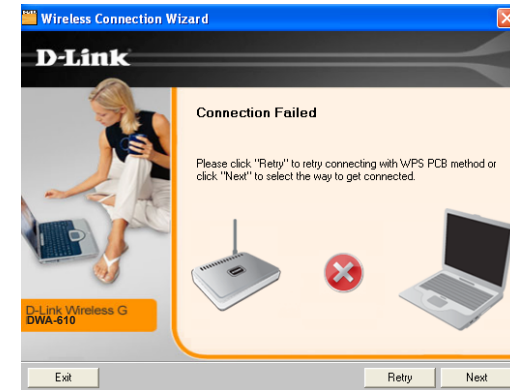 Wireless Connection Wizard
D-Link
Connection Failed
Please click "Retry" to retry connecting with WPS PCB method or
click "Next" to select the way to get connected.
D-Link Wireless G
DWA-610
Exit
Retry
Next